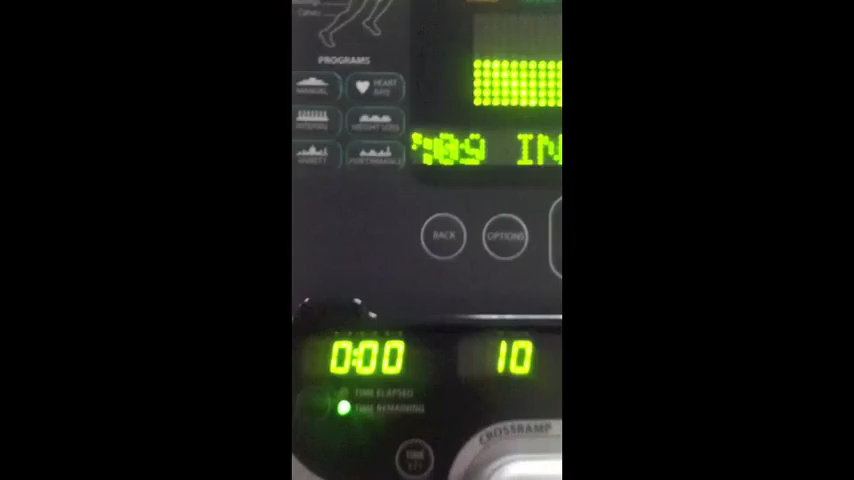 PROGRAMS
MANUAL
HEART RATE
INTERVAL
WEIGHT LOSS
PERFORMANCE
:09 IN
BACK
OPTIONS
0:00
10
TIME ELAPSED
TIME REMAINING
TIME
CROSSRAMP